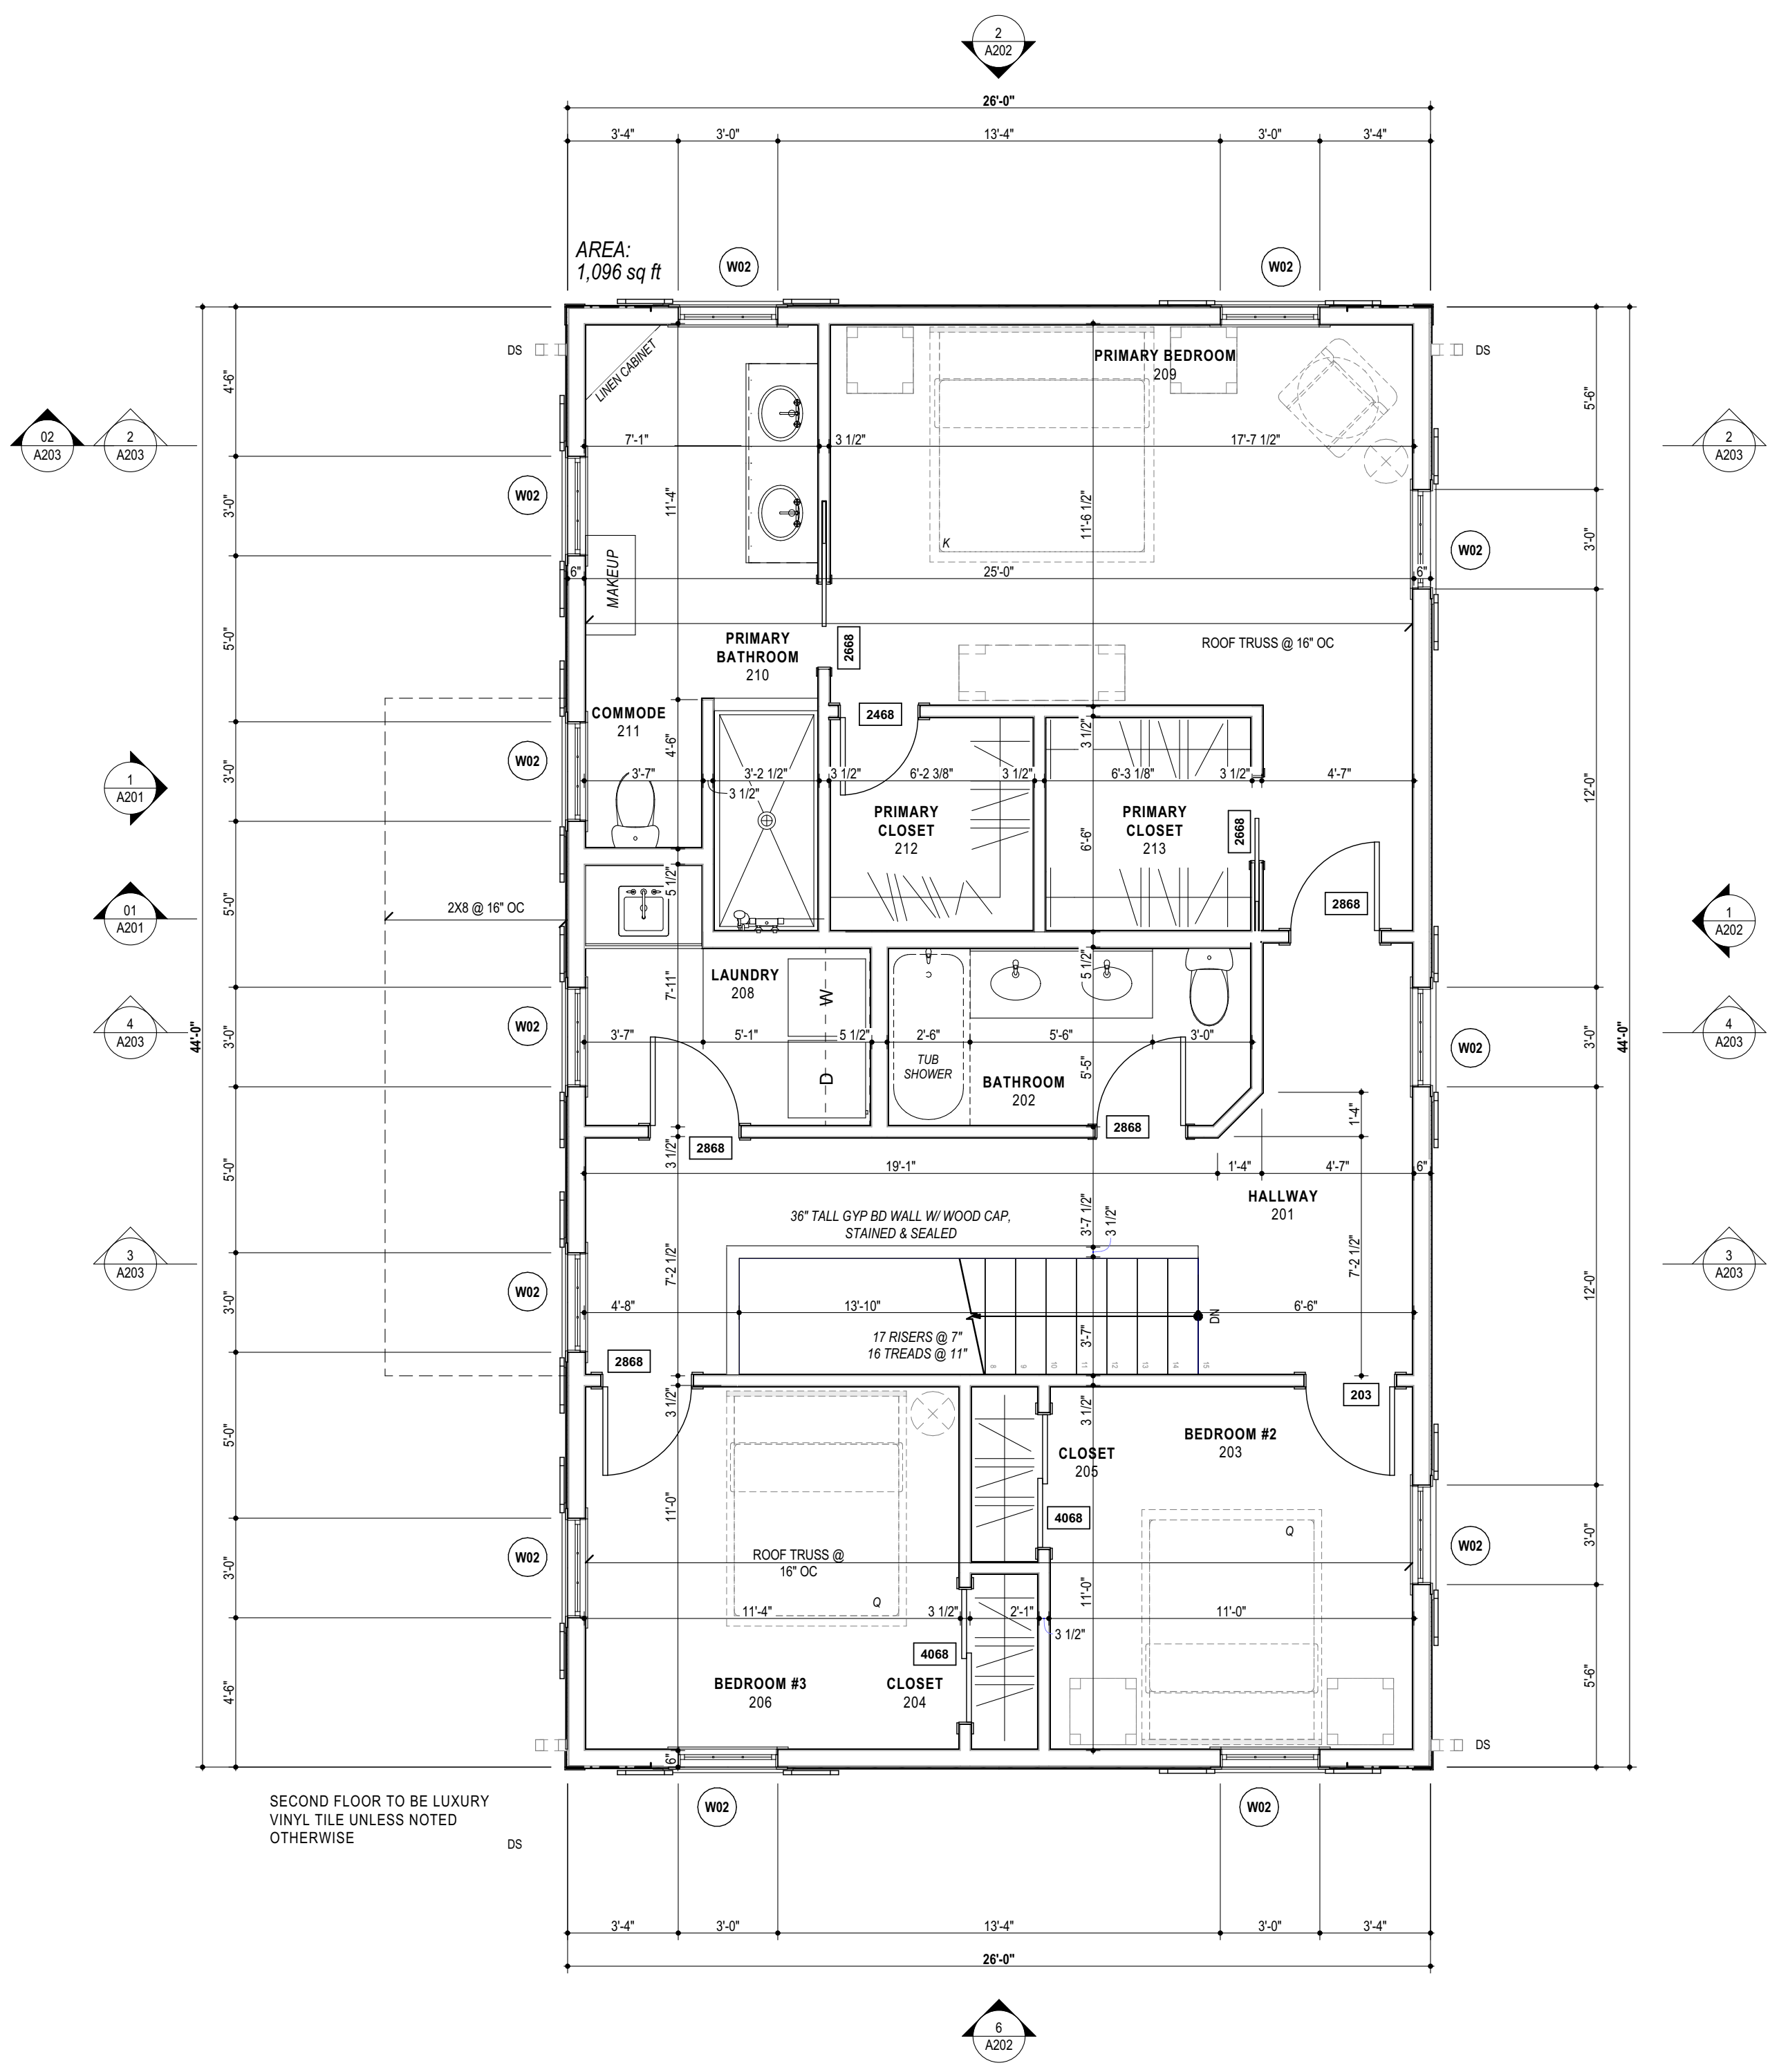 2
A202
26'-0"
3'-4" 3'-0" 13'-4" 3'-0" 3'-4"
AREA:
1,096 sq ft
W02 W02
DS DS
LINEN CABINET
PRIMARY BEDROOM
209
4'-6" 5'-6"
02
A203
2
A203
2
A203
7'-1" 3 1/2" 17'-7 1/2"
W02
3'-0"
11'-4"
11'-6 1/2"
3'-0"
W02
K
6" 25'-0" 6"
MAKEUP
5'-0"
PRIMARY
BATHROOM
210
2668
ROOF TRUSS @ 16" OC
COMMODE
211
2468
4'-6"
3 1/2"
W02
3'-0"
1
A201
3'-7" 3'-2 1/2" 3 1/2" 6'-2 3/8" 3 1/2" 6'-3 1/8" 3 1/2" 4'-7"
3 1/2"
12'-0"
PRIMARY
CLOSET
212
PRIMARY
CLOSET
213
6'-6"
2668
5 1/2"
01
A201
2X8 @ 16" OC
5'-0"
2868
1
A202
LAUNDRY
208
7'-11"
W
5 1/2"
4
A203
44'-0"
W02
3'-0"
3'-7" 5'-1" 5 1/2" 2'-6" 5'-6" 3'-0"
3'-0"
W02
44'-0"
4
A203
D
TUB
SHOWER
5'-5"
BATHROOM
202
2868
2868
1'-4"
3 1/2"
5'-0"
19'-1" 1'-4" 4'-7" 6"
HALLWAY
201
36" TALL GYP BD WALL W/ WOOD CAP,
STAINED & SEALED
3'-7 1/2"
3 1/2"
3
A203
7'-2 1/2"
7'-2 1/2"
3
A203
W02
3'-0"
12'-0"
4'-8" 13'-10" 6'-6"
DN
17 RISERS @ 7"
16 TREADS @ 11"
3'-7"
8 9 10 11 12 13 14 15
2868
203
3 1/2"
3 1/2"
5'-0"
CLOSET
205
BEDROOM #2
203
11'-0"
4068
Q
ROOF TRUSS @
16" OC
W02
3'-0"
3'-0"
W02
Q
11'-0"
11'-4" 3 1/2" 2'-1" 11'-0"
3 1/2"
4068
BEDROOM #3
206
CLOSET
204
4'-6"
5'-6"
DS
6"
W02 W02
SECOND FLOOR TO BE LUXURY
VINYL TILE UNLESS NOTED
OTHERWISE
DS
3'-4" 3'-0" 13'-4" 3'-0" 3'-4"
26'-0"
6
A202